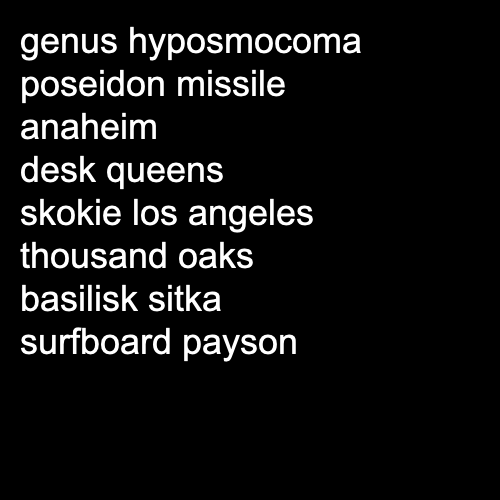 genus hyposmocoma
poseidon missile
anaheim
desk queens
skokie los angeles
thousand oaks
basilisk sitka
surfboard payson